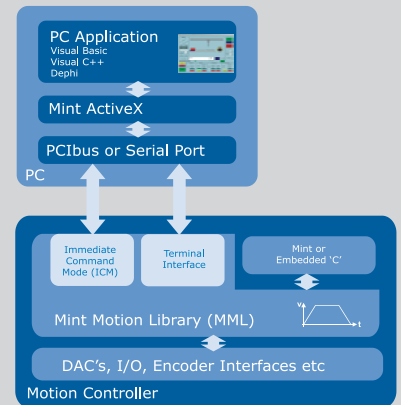 PC Application
Visual Basic
Visual C++
Dephi
Mint ActiveX
PCIbus or Serial Port
PC
Immediate
Command
Mode (ICM)
Terminal
Interface
Mint or
Embedded 'C'
v
t
Mint Motion Library (MML)
DAC's, I/O, Encoder Interfaces etc
Motion Controller